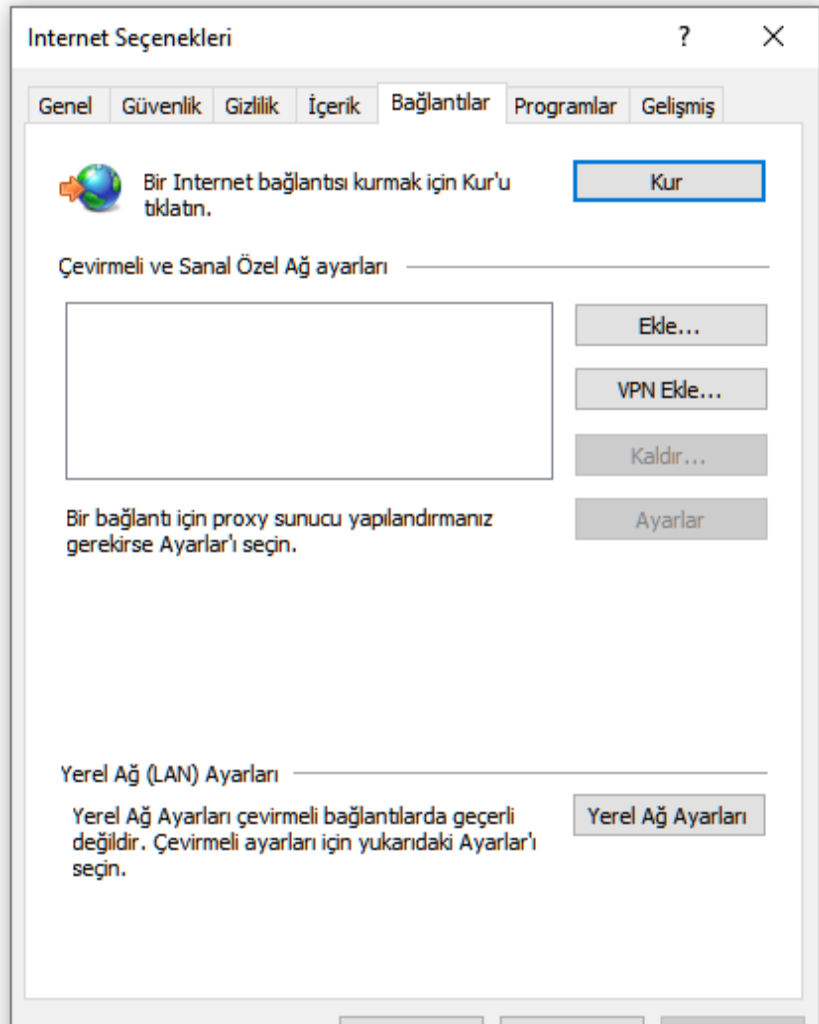 Internet Seçenekleri ?
Genel Güvenlik Gizlilik İçerik Bağlantılar Programlar Gelişmiş
Bir Internet bağlantısı kurmak için Kur'u
tıklatın.
Kur
Çevirmeli ve Sanal Özel Ağ ayarları
Ekle...
VPN Ekle...
Kaldır...
Ayarlar
Bir bağlantı için proxy sunucu yapılandırmanız
gerekirse Ayarlar'ı seçin.
Yerel Ağ (LAN) Ayarları
Yerel Ağ Ayarları çevirmeli bağlantılarda geçerli
değildir. Çevirmeli ayarları için yukarıdaki Ayarlar'ı
seçin.
Yerel Ağ Ayarları